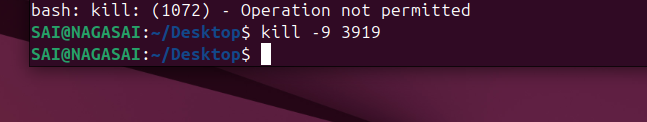 bash: kill: (1072) - Operation not permitted
SAI@NAGASAI:~/Desktop$ kill -9 3919
SAI@NAGASAI:~/Desktop$